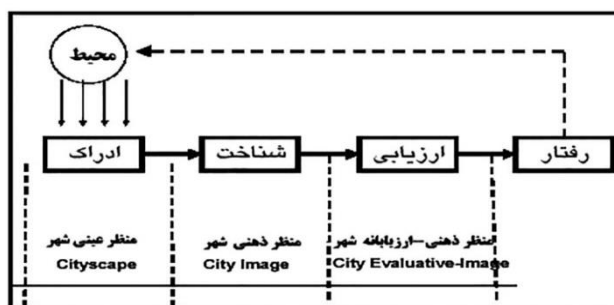 محیط
ادراک
شناخت
ارزیابی
رفتار
منظر عینی شهر
Cityscape
منظر ذهنی شهر
City Image
منظر ذهنی–ارزیابانه شهر
City Evaluative-Image